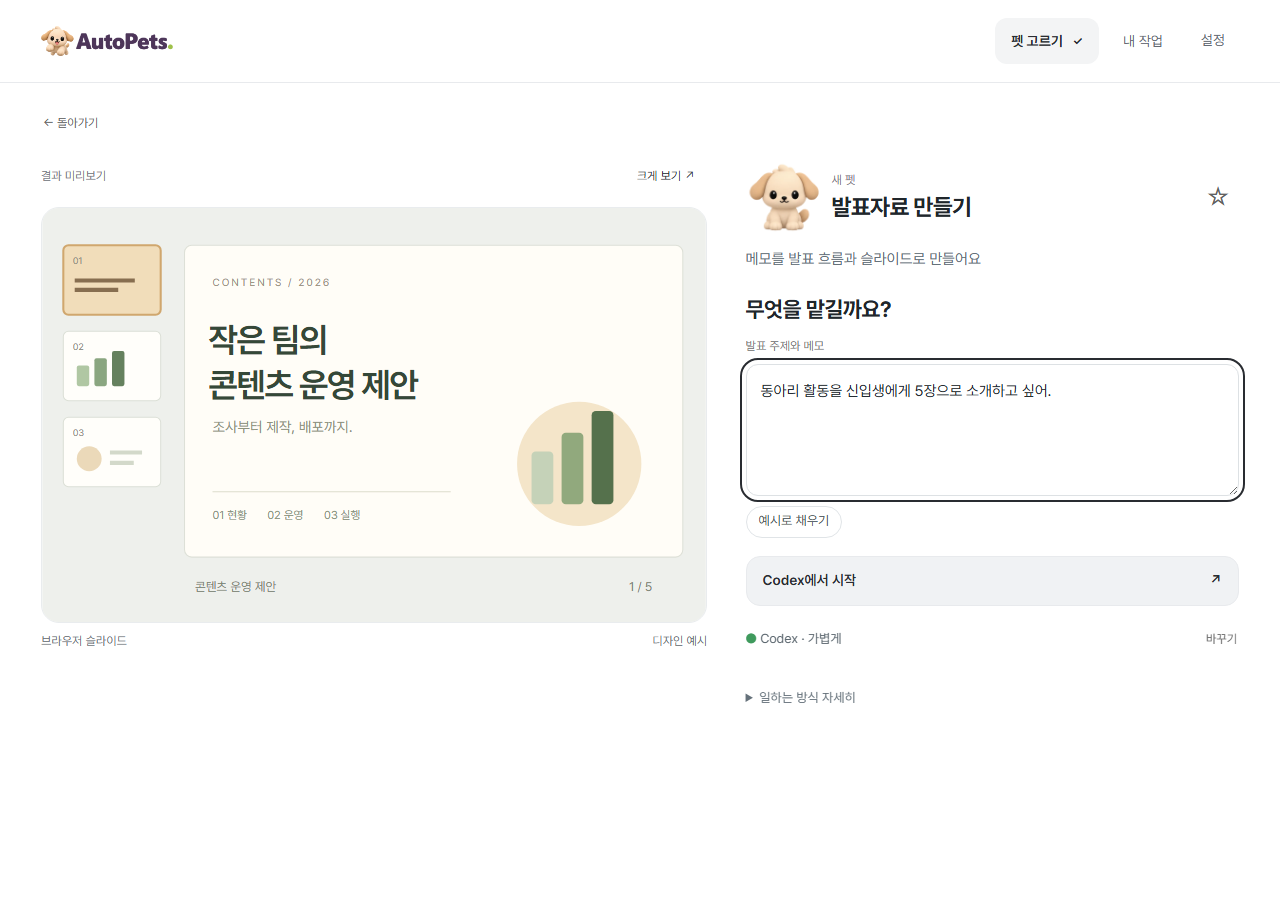 AutoPets.
펫 고르기
내 작업
설정
← 돌아가기
결과 미리보기
크게 보기 ↗
01
02
03
CONTENTS / 2026
작은 팀의
콘텐츠 운영 제안
조사부터 제작, 배포까지.
01 현황
02 운영
03 실행
콘텐츠 운영 제안
1 / 5
브라우저 슬라이드
디자인 예시
새 펫
발표자료 만들기
메모를 발표 흐름과 슬라이드로 만들어요
무엇을 맡길까요?
발표 주제와 메모
동아리 활동을 신입생에게 5장으로 소개하고 싶어.
예시로 채우기
Codex에서 시작
Codex · 가볍게
바꾸기
일하는 방식 자세히